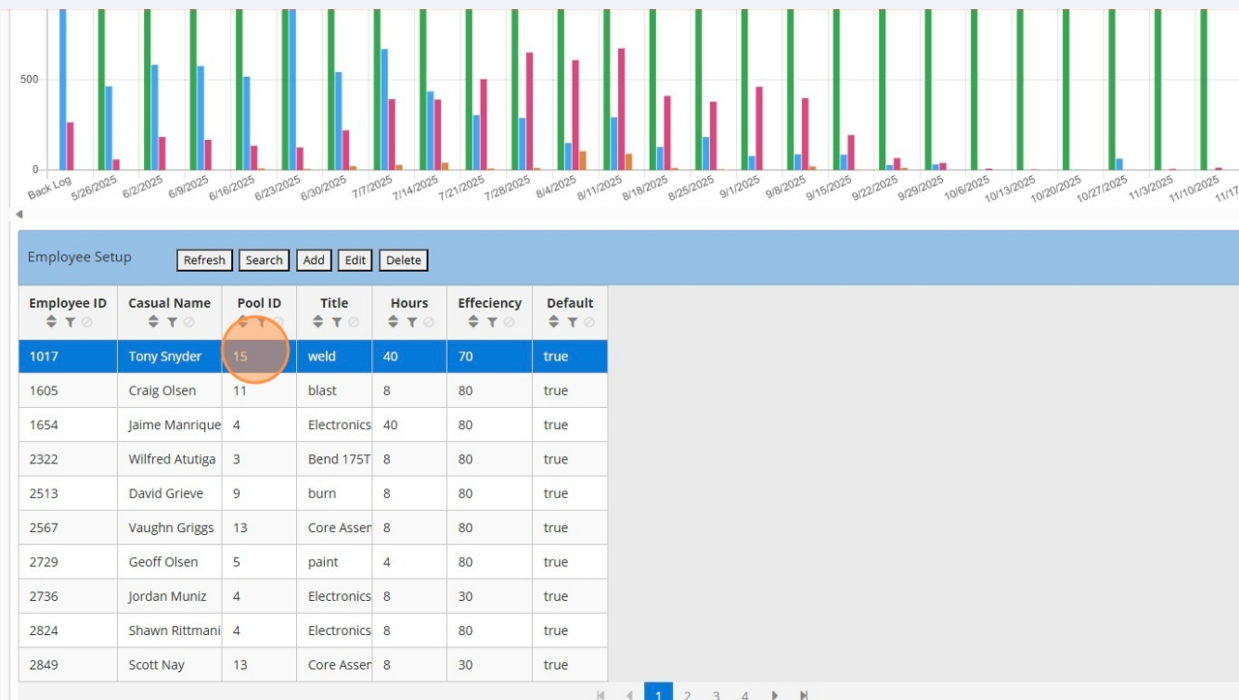 500
0
Back Log 5/26/2025 6/2/2025 6/9/2025 6/16/2025 6/23/2025 6/30/2025 7/7/2025 7/14/2025 7/21/2025 7/28/2025 8/4/2025 8/11/2025 8/18/2025 8/25/2025 9/1/2025 9/8/2025 9/15/2025 9/22/2025 9/29/2025 10/6/2025 10/13/2025 10/20/2025 10/27/2025 11/3/2025 11/10/2025 11/17
Employee Setup Refresh Search Add Edit Delete
Employee ID Casual Name Pool ID Title Hours Effeciency Default
1017 Tony Snyder 15 weld 40 70 true
1605 Craig Olsen 11 blast 8 80 true
1654 Jaime Manrique 4 Electronics 40 80 true
2322 Wilfred Atutiga 3 Bend 175T 8 80 true
2513 David Grieve 9 burn 8 80 true
2567 Vaughn Griggs 13 Core Assen 8 80 true
2729 Geoff Olsen 5 paint 4 80 true
2736 Jordan Muniz 4 Electronics 8 30 true
2824 Shawn Rittmani 4 Electronics 8 80 true
2849 Scott Nay 13 Core Assen 8 30 true
1 2 3 4